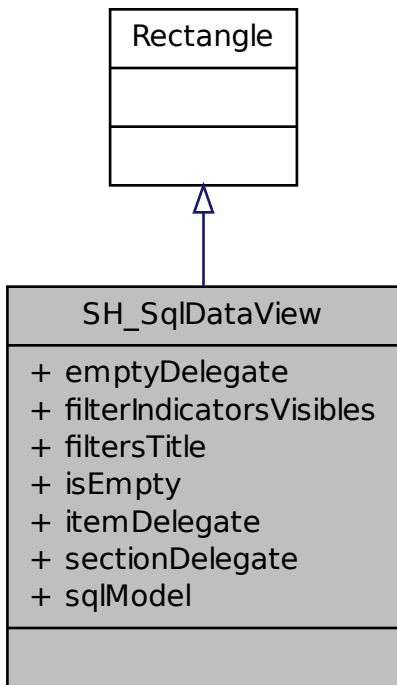 Rectangle
SH_SqlDataView
+ emptyDelegate
+ filterIndicatorsVisibles
+ filtersTitle
+ isEmpty
+ itemDelegate
+ sectionDelegate
+ sqlModel